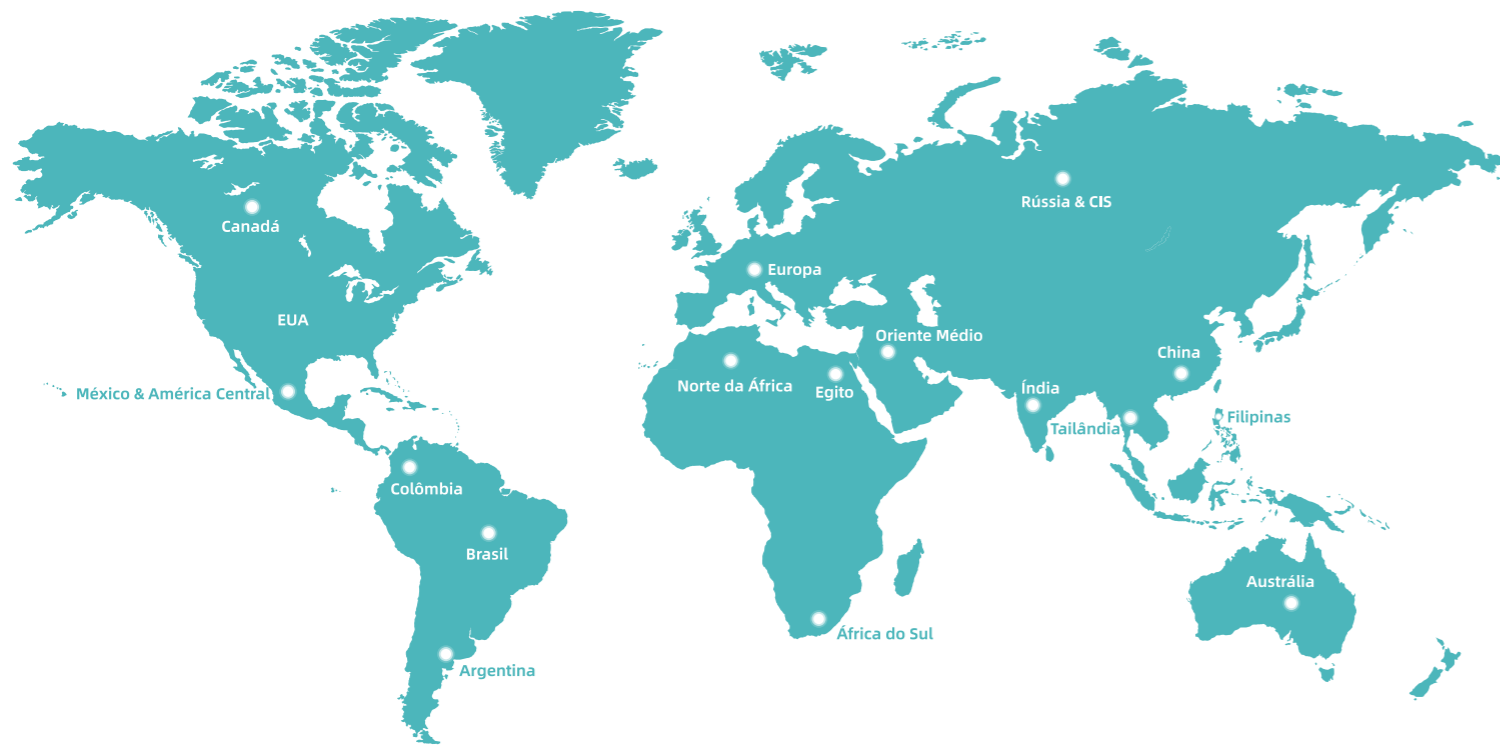 Rússia & CIS
Canadá
Europa
EUA
Oriente Médio
China
Norte da África
Índia
Egito
México & América Central
Filipinas
Tailândia
Colômbia
Brasil
Austrália
África do Sul
Argentina